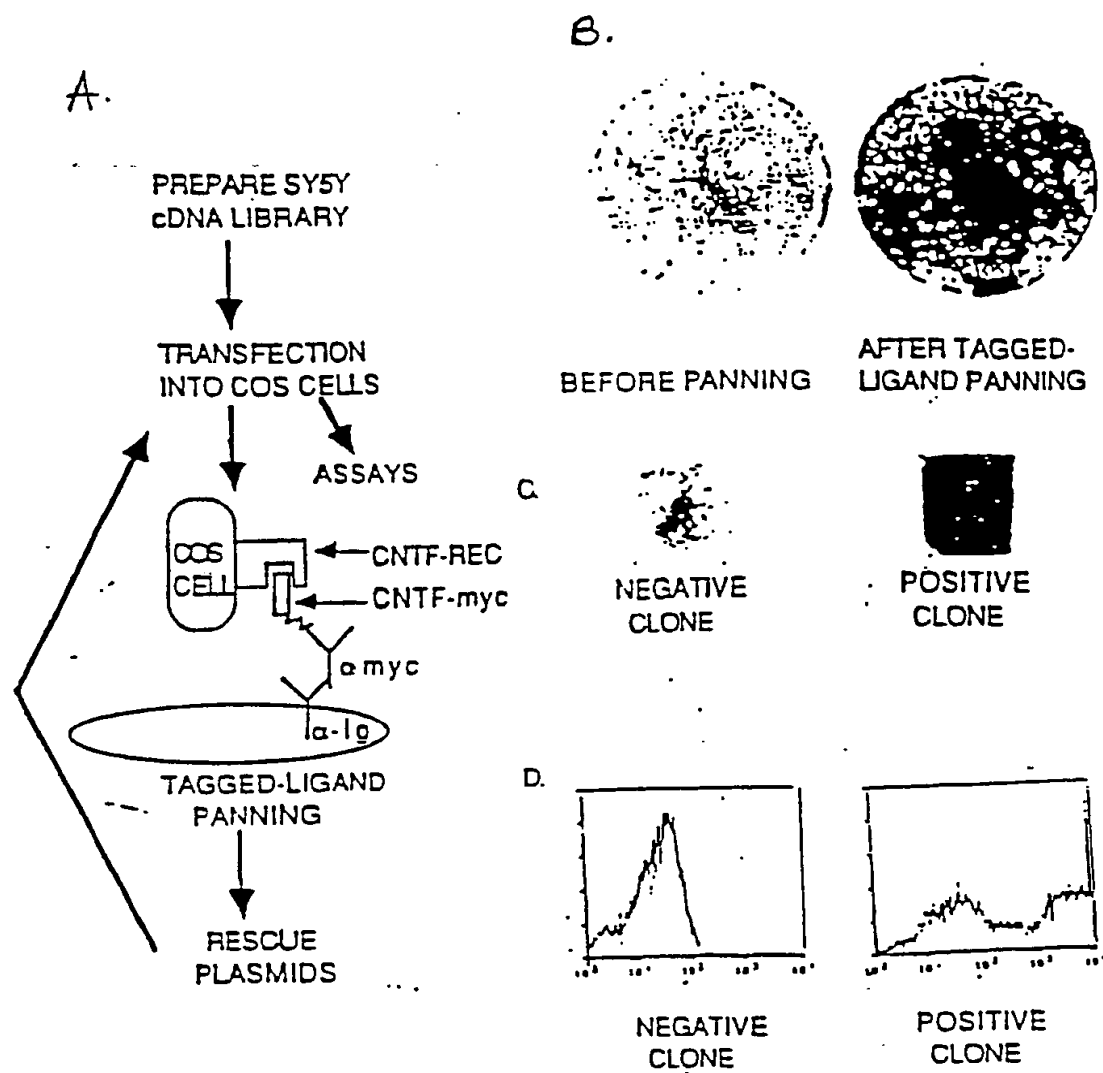 A.
PREPARE SY5Y
cDNA LIBRARY
TRANSFECTION
INTO COS CELLS
ASSAYS
COS
CELL
CNTF-REC
CNTF-myc
α myc
α-Ig
TAGGED-LIGAND
PANNING
RESCUE
PLASMIDS
B.
BEFORE PANNING
AFTER TAGGED-
LIGAND PANNING
C.
NEGATIVE
CLONE
POSITIVE
CLONE
D.
NEGATIVE
CLONE
POSITIVE
CLONE